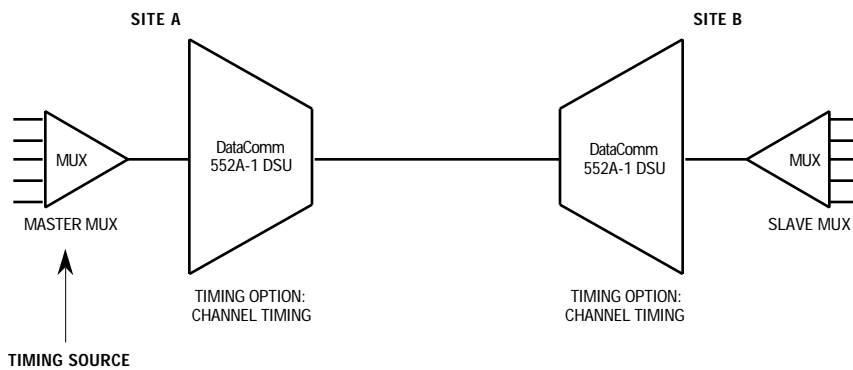 SITE A
SITE B
MUX
DataComm
552A-1 DSU
DataComm
552A-1 DSU
MUX
MASTER MUX
SLAVE MUX
TIMING OPTION:
CHANNEL TIMING
TIMING OPTION:
CHANNEL TIMING
TIMING SOURCE